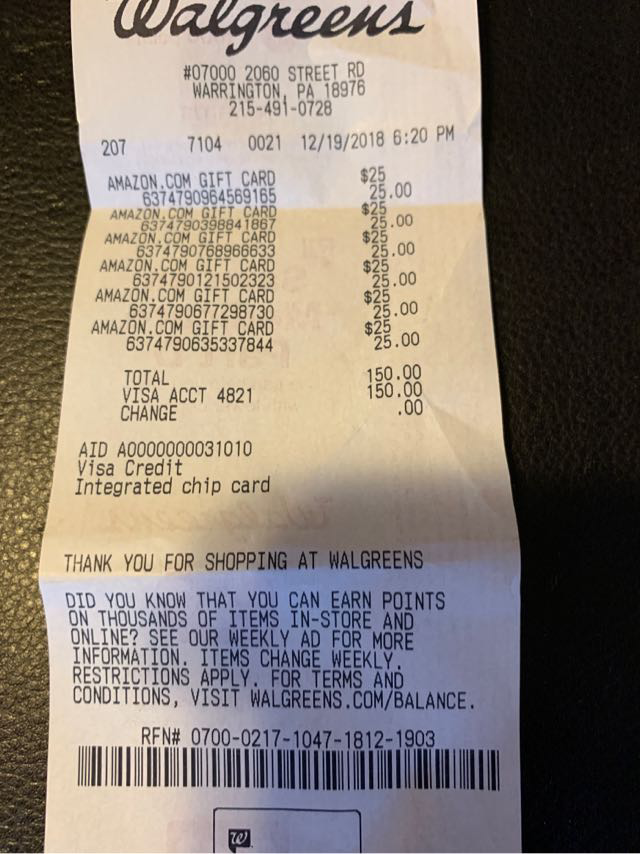 Walgreens
#07000 2060 STREET RD
WARRINGTON, PA 18976
215-491-0728
207 7104 0021 12/19/2018 6:20 PM
AMAZON.COM GIFT CARD $25
6374790964569165 25.00
AMAZON.COM GIFT CARD $25
6374790398841867 25.00
AMAZON.COM GIFT CARD $25
6374790768966633 25.00
AMAZON.COM GIFT CARD $25
6374790121502323 25.00
AMAZON.COM GIFT CARD $25
6374790677298730 25.00
AMAZON.COM GIFT CARD $25
6374790635337844 25.00
TOTAL 150.00
VISA ACCT 4821 150.00
CHANGE .00
AID A0000000031010
Visa Credit
Integrated chip card
THANK YOU FOR SHOPPING AT WALGREENS
DID YOU KNOW THAT YOU CAN EARN POINTS
ON THOUSANDS OF ITEMS IN-STORE AND
ONLINE? SEE OUR WEEKLY AD FOR MORE
INFORMATION. ITEMS CHANGE WEEKLY.
RESTRICTIONS APPLY. FOR TERMS AND
CONDITIONS, VISIT WALGREENS.COM/BALANCE.
RFN# 0700-0217-1047-1812-1903
W